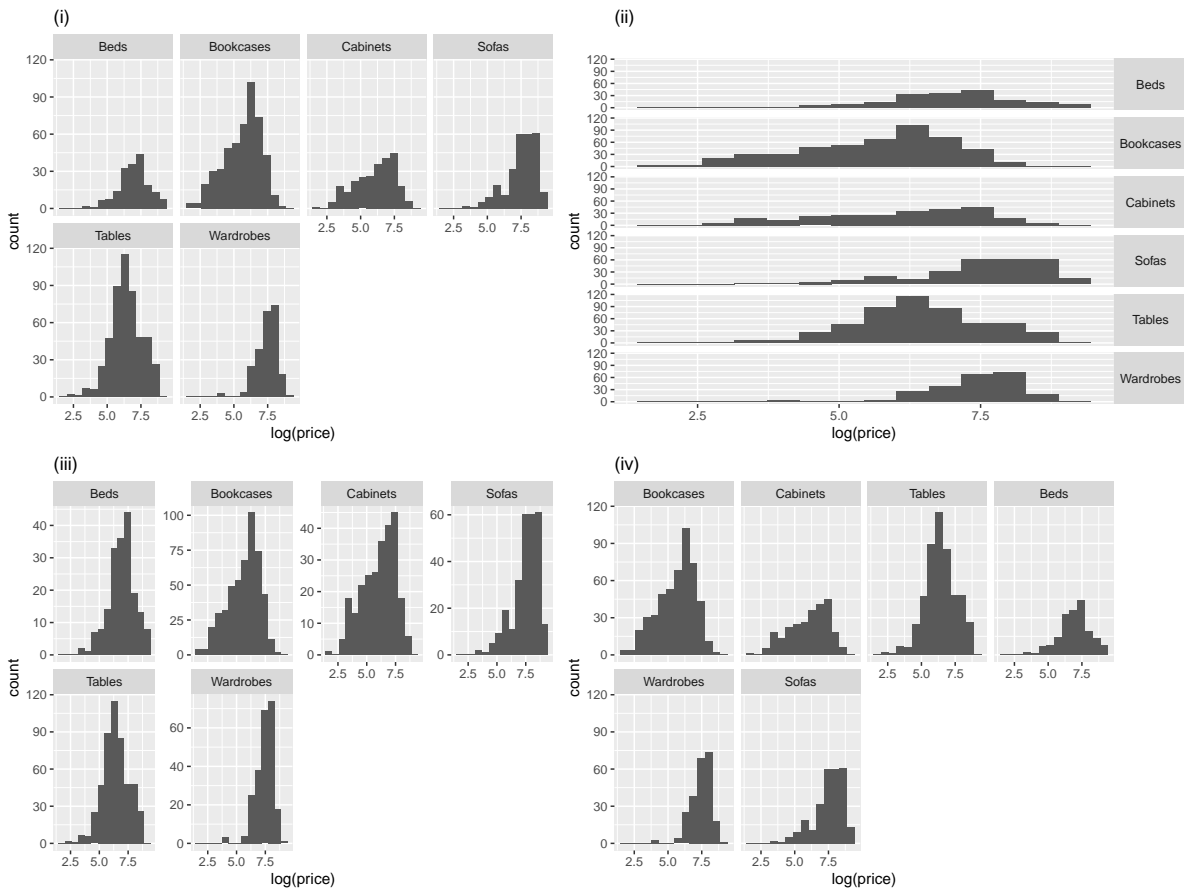 (i)
Beds Bookcases Cabinets Sofas
120
90
60
30
0
2.5 5.0 7.5 2.5 5.0 7.5
Tables Wardrobes
120
90
60
30
0
2.5 5.0 7.5 2.5 5.0 7.5
count
log(price)
(ii)
120
90
60
30
0
Beds
120
90
60
30
0
Bookcases
120
90
60
30
0
Cabinets
120
90
60
30
0
Sofas
120
90
60
30
0
Tables
120
90
60
30
0
Wardrobes
2.5 5.0 7.5
count
log(price)
(iii)
Beds Bookcases Cabinets Sofas
40
30
20
10
0
100
75
50
25
0
40
30
20
10
0
60
40
20
0
2.5 5.0 7.5 2.5 5.0 7.5
Tables Wardrobes
120
90
60
30
0
60
40
20
0
2.5 5.0 7.5 2.5 5.0 7.5
count
log(price)
(iv)
Bookcases Cabinets Tables Beds
120
90
60
30
0
2.5 5.0 7.5 2.5 5.0 7.5
Wardrobes Sofas
120
90
60
30
0
2.5 5.0 7.5 2.5 5.0 7.5
count
log(price)